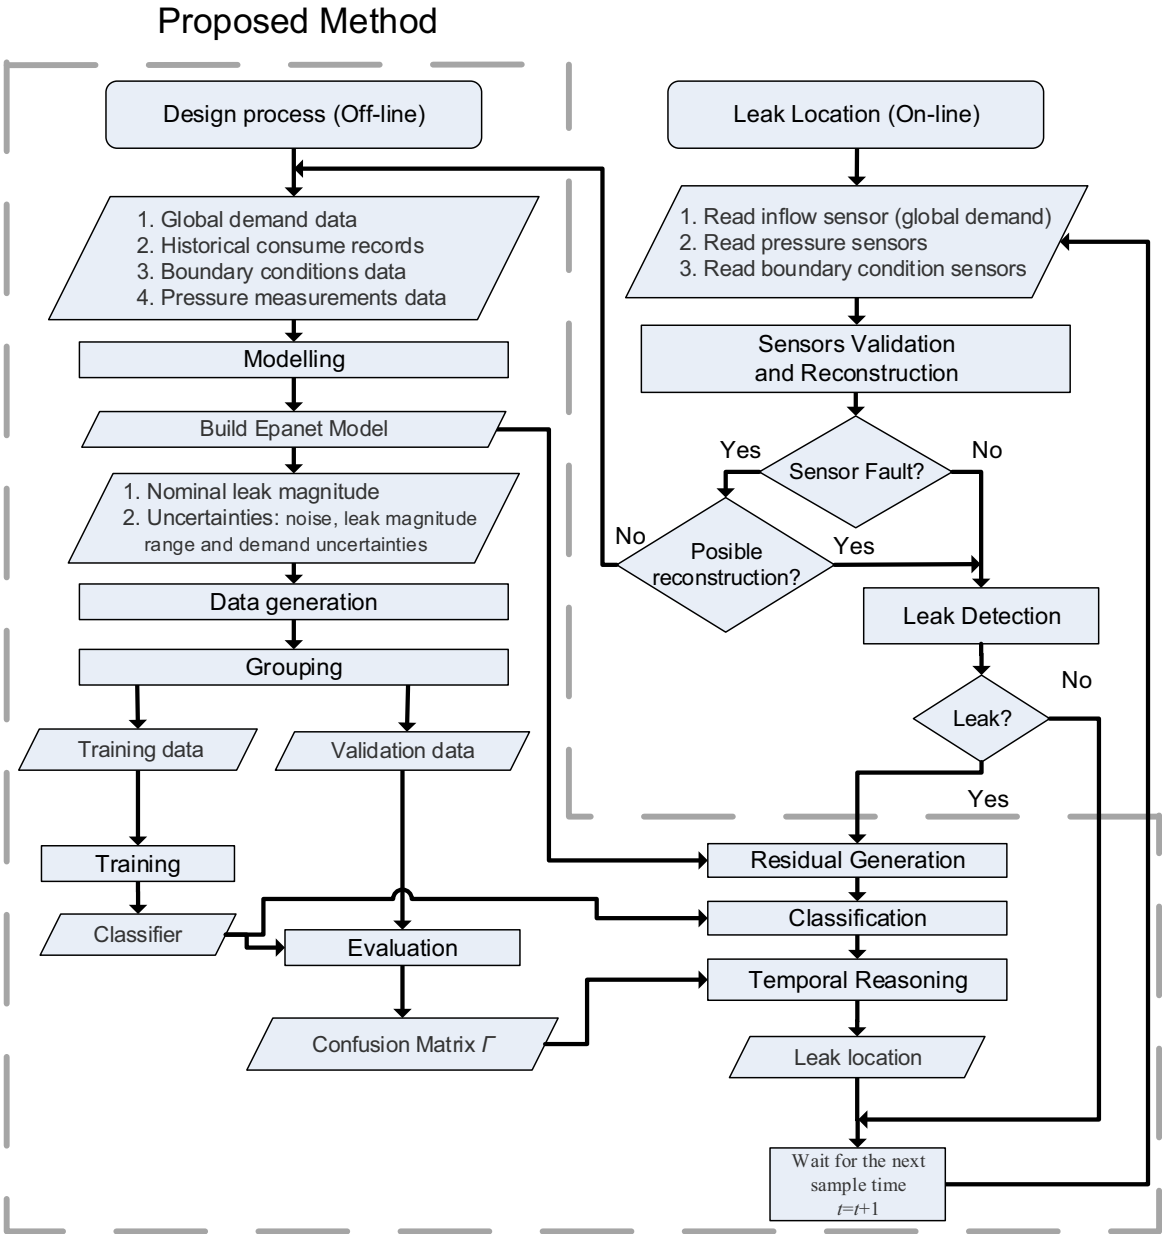 Proposed Method
Design process (Off-line)
1. Global demand data
2. Historical consume records
3. Boundary conditions data
4. Pressure measurements data
Modelling
Build Epanet Model
1. Nominal leak magnitude
2. Uncertainties: noise, leak magnitude
range and demand uncertainties
Data generation
Grouping
Training data
Validation data
Training
Classifier
Evaluation
Confusion Matrix Γ
Leak Location (On-line)
1. Read inflow sensor (global demand)
2. Read pressure sensors
3. Read boundary condition sensors
Sensors Validation
and Reconstruction
Yes
Sensor Fault?
No
No
Posible
reconstruction?
Yes
Leak Detection
Leak?
No
Yes
Residual Generation
Classification
Temporal Reasoning
Leak location
Wait for the next
sample time
t=t+1